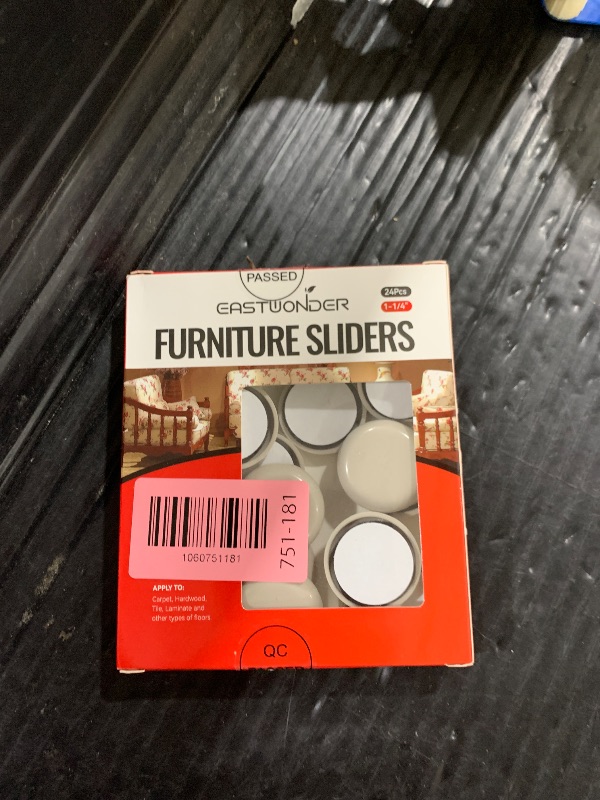 PASSED
EASTWONDER
24Pcs
1-1/4"
FURNITURE SLIDERS
1060751181
751-181
APPLY TO:
Carpet, Hardwood,
Tile, Laminate and
other types of floors
QC
PASSED